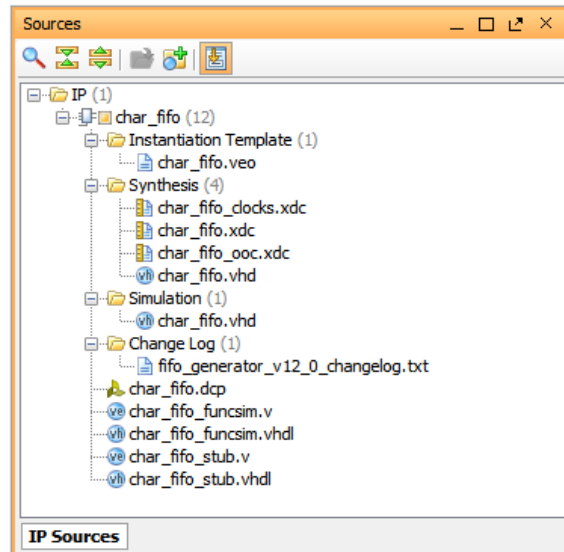 Sources
IP (1)
char_fifo (12)
Instantiation Template (1)
char_fifo.veo
Synthesis (4)
char_fifo_clocks.xdc
char_fifo.xdc
char_fifo_ooc.xdc
char_fifo.vhd
Simulation (1)
char_fifo.vhd
Change Log (1)
fifo_generator_v12_0_changelog.txt
char_fifo.dcp
char_fifo_funcsim.v
char_fifo_funcsim.vhdl
char_fifo_stub.v
char_fifo_stub.vhdl
IP Sources